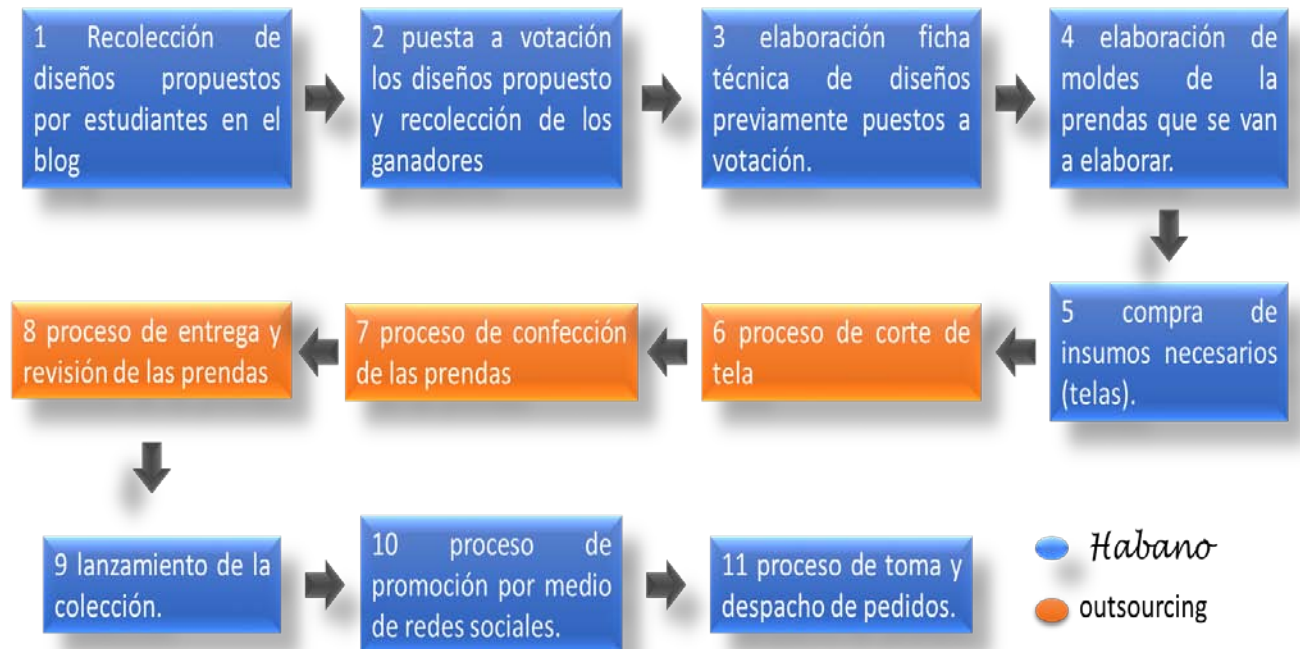 1 Recolección de
diseños propuestos
por estudiantes en el
blog
2 puesta a votación
los diseños propuesto
y recolección de los
ganadores
3 elaboración ficha
técnica de diseños
previamente puestos a
votación.
4 elaboración de
moldes de la
prendas que se van
a elaborar.
5 compra de
insumos necesarios
(telas).
6 proceso de corte de
tela
7 proceso de confección
de las prendas
8 proceso de entrega y
revisión de las prendas
9 lanzamiento de la
colección.
10 proceso de
promoción por medio
de redes sociales.
11 proceso de toma y
despacho de pedidos.
Habano
outsourcing